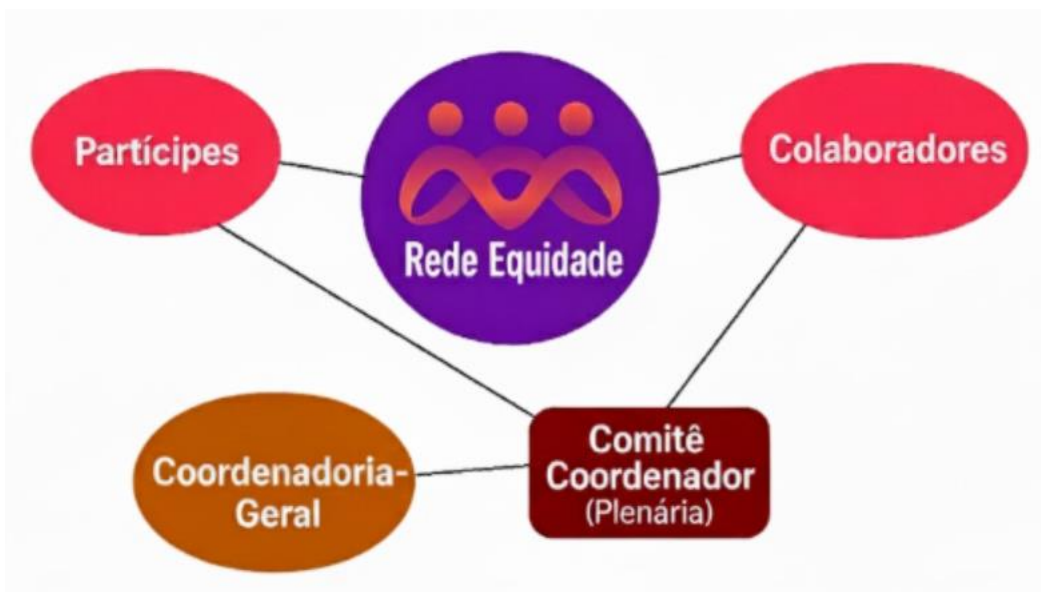 Partícipes
Rede Equidade
Colaboradores
Coordenadoria-
Geral
Comitê
Coordenador
(Plenária)